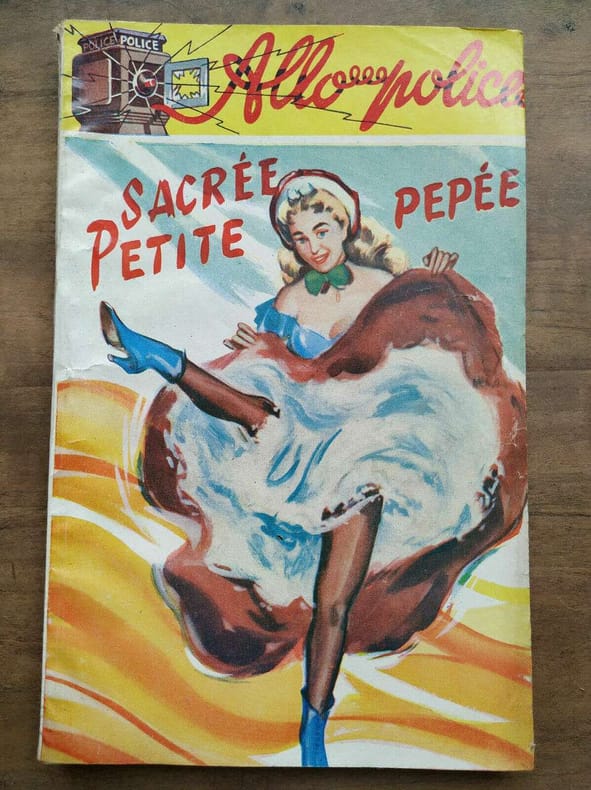 POLICE POLICE
Allo police
SACRÉE
PETITE
PEPÉE